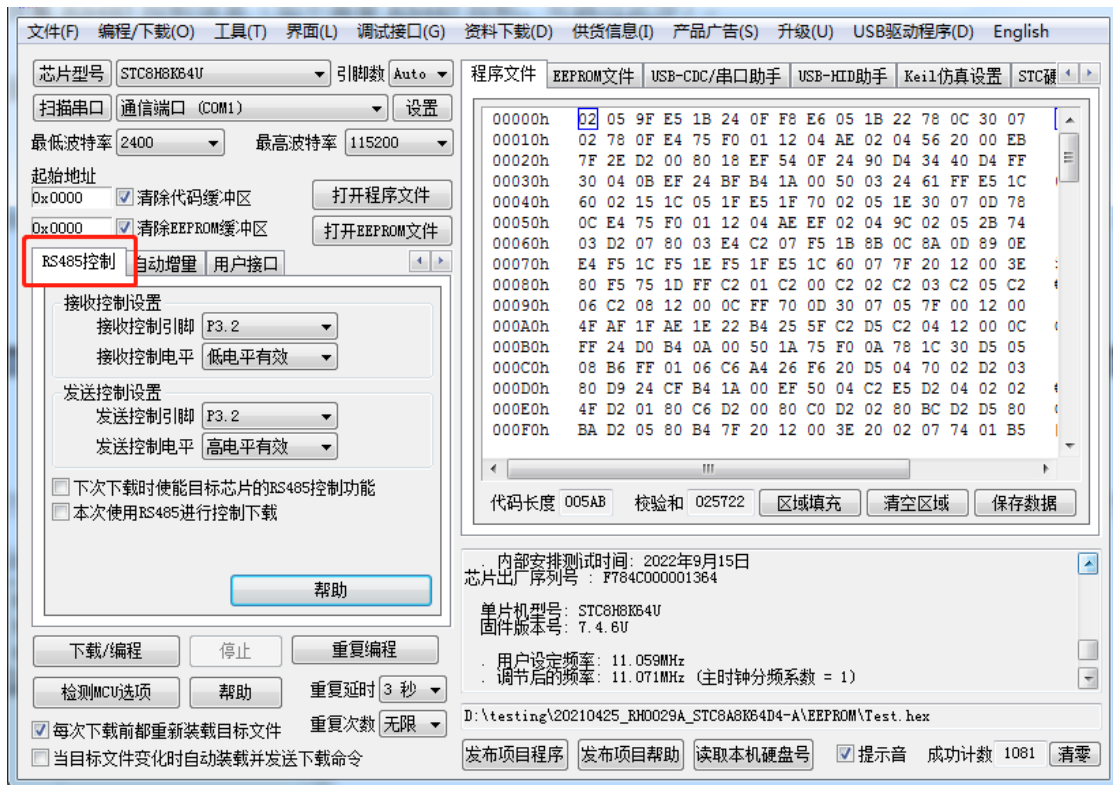 文件(F) 编程/下载(O) 工具(T) 界面(L) 调试接口(G) 资料下载(D) 供货信息(I) 产品广告(S) 升级(U) USB驱动程序(D) English
芯片型号 STC8H8K64U 引脚数 Auto
扫描串口 通信端口 (COM1) 设置
最低波特率 2400 最高波特率 115200
起始地址
0x0000 清除代码缓冲区 打开程序文件
0x0000 清除EEPROM缓冲区 打开EEPROM文件
RS485控制 自动增量 用户接口
接收控制设置
接收控制引脚 P3.2
接收控制电平 低电平有效
发送控制设置
发送控制引脚 P3.2
发送控制电平 高电平有效
下次下载时使能目标芯片的RS485控制功能
本次使用RS485进行控制下载
帮助
下载/编程 停止 重复编程
检测MCU选项 帮助 重复延时 3 秒
每次下载前都重新装载目标文件 重复次数 无限
当目标文件变化时自动装载并发送下载命令
程序文件 EEPROM文件 USB-CDC/串口助手 USB-HID助手 Keil仿真设置 STC硬
00000h 02 05 9F E5 1B 24 0F F8 E6 05 1B 22 78 0C 30 07
00010h 02 78 0F E4 75 F0 01 12 04 AE 02 04 56 20 00 EB
00020h 7F 2E D2 00 80 18 EF 54 0F 24 90 D4 34 40 D4 FF
00030h 30 04 0B EF 24 BF B4 1A 00 50 03 24 61 FF E5 1C
00040h 60 02 15 1C 05 1F E5 1F 70 02 05 1E 30 07 0D 78
00050h 0C E4 75 F0 01 12 04 AE EF 02 04 9C 02 05 2B 74
00060h 03 D2 07 80 03 E4 C2 07 F5 1B 8B 0C 8A 0D 89 0E
00070h E4 F5 1C F5 1E F5 1F E5 1C 60 07 7F 20 12 00 3E
00080h 80 F5 75 1D FF C2 01 C2 00 C2 02 C2 03 C2 05 C2
00090h 06 C2 08 12 00 0C FF 70 0D 30 07 05 7F 00 12 00
000A0h 4F AF 1F AE 1E 22 B4 25 5F C2 D5 C2 04 12 00 0C
000B0h FF 24 D0 B4 0A 00 50 1A 75 F0 0A 78 1C 30 D5 05
000C0h 08 B6 FF 01 06 C6 A4 26 F6 20 D5 04 70 02 D2 03
000D0h 80 D9 24 CF B4 1A 00 EF 50 04 C2 E5 D2 04 02 02
000E0h 4F D2 01 80 C6 D2 00 80 C0 D2 02 80 BC D2 D5 80
000F0h BA D2 05 80 B4 7F 20 12 00 3E 20 02 07 74 01 B5
代码长度 005AB 校验和 025722 区域填充 清空区域 保存数据
. 内部安排测试时间: 2022年9月15日
芯片出厂序列号 : F784C000001364
单片机型号: STC8H8K64U
固件版本号: 7.4.6U
. 用户设定频率: 11.059MHz
. 调节后的频率: 11.071MHz (主时钟分频系数 = 1)
D:\testing\20210425_RH0029A_STC8A8K64D4-A\EEPROM\Test.hex
发布项目程序 发布项目帮助 读取本机硬盘号 提示音 成功计数 1081 清零